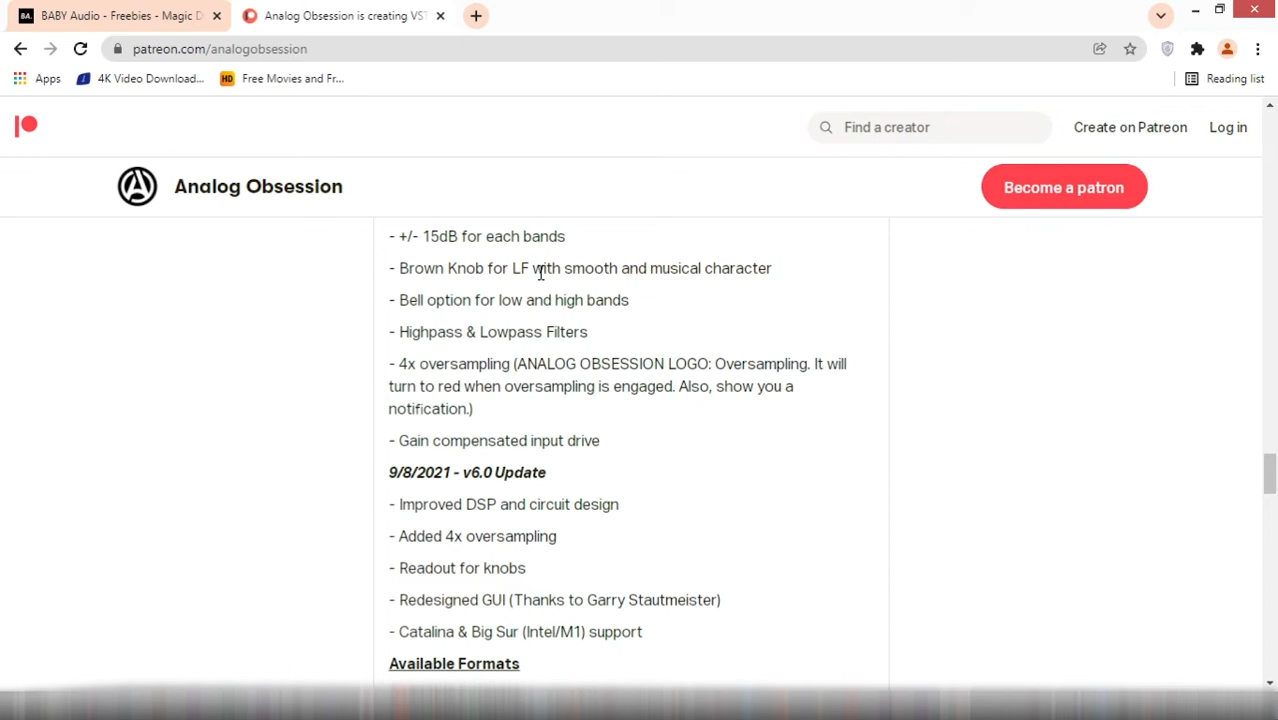 BA.
BABY Audio - Freebies - Magic D
Analog Obsession is creating VST
patreon.com/analogobsession
Apps
4K Video Download...
HD
Free Movies and Fr...
Reading list
Find a creator
Create on Patreon
Log in
Analog Obsession
Become a patron
- +/- 15dB for each bands
- Brown Knob for LF with smooth and musical character
- Bell option for low and high bands
- Highpass & Lowpass Filters
- 4x oversampling (ANALOG OBSESSION LOGO: Oversampling. It will
turn to red when oversampling is engaged. Also, show you a
notification.)
- Gain compensated input drive
9/8/2021 - v6.0 Update
- Improved DSP and circuit design
- Added 4x oversampling
- Readout for knobs
- Redesigned GUI (Thanks to Garry Stautmeister)
- Catalina & Big Sur (Intel/M1) support
Available Formats